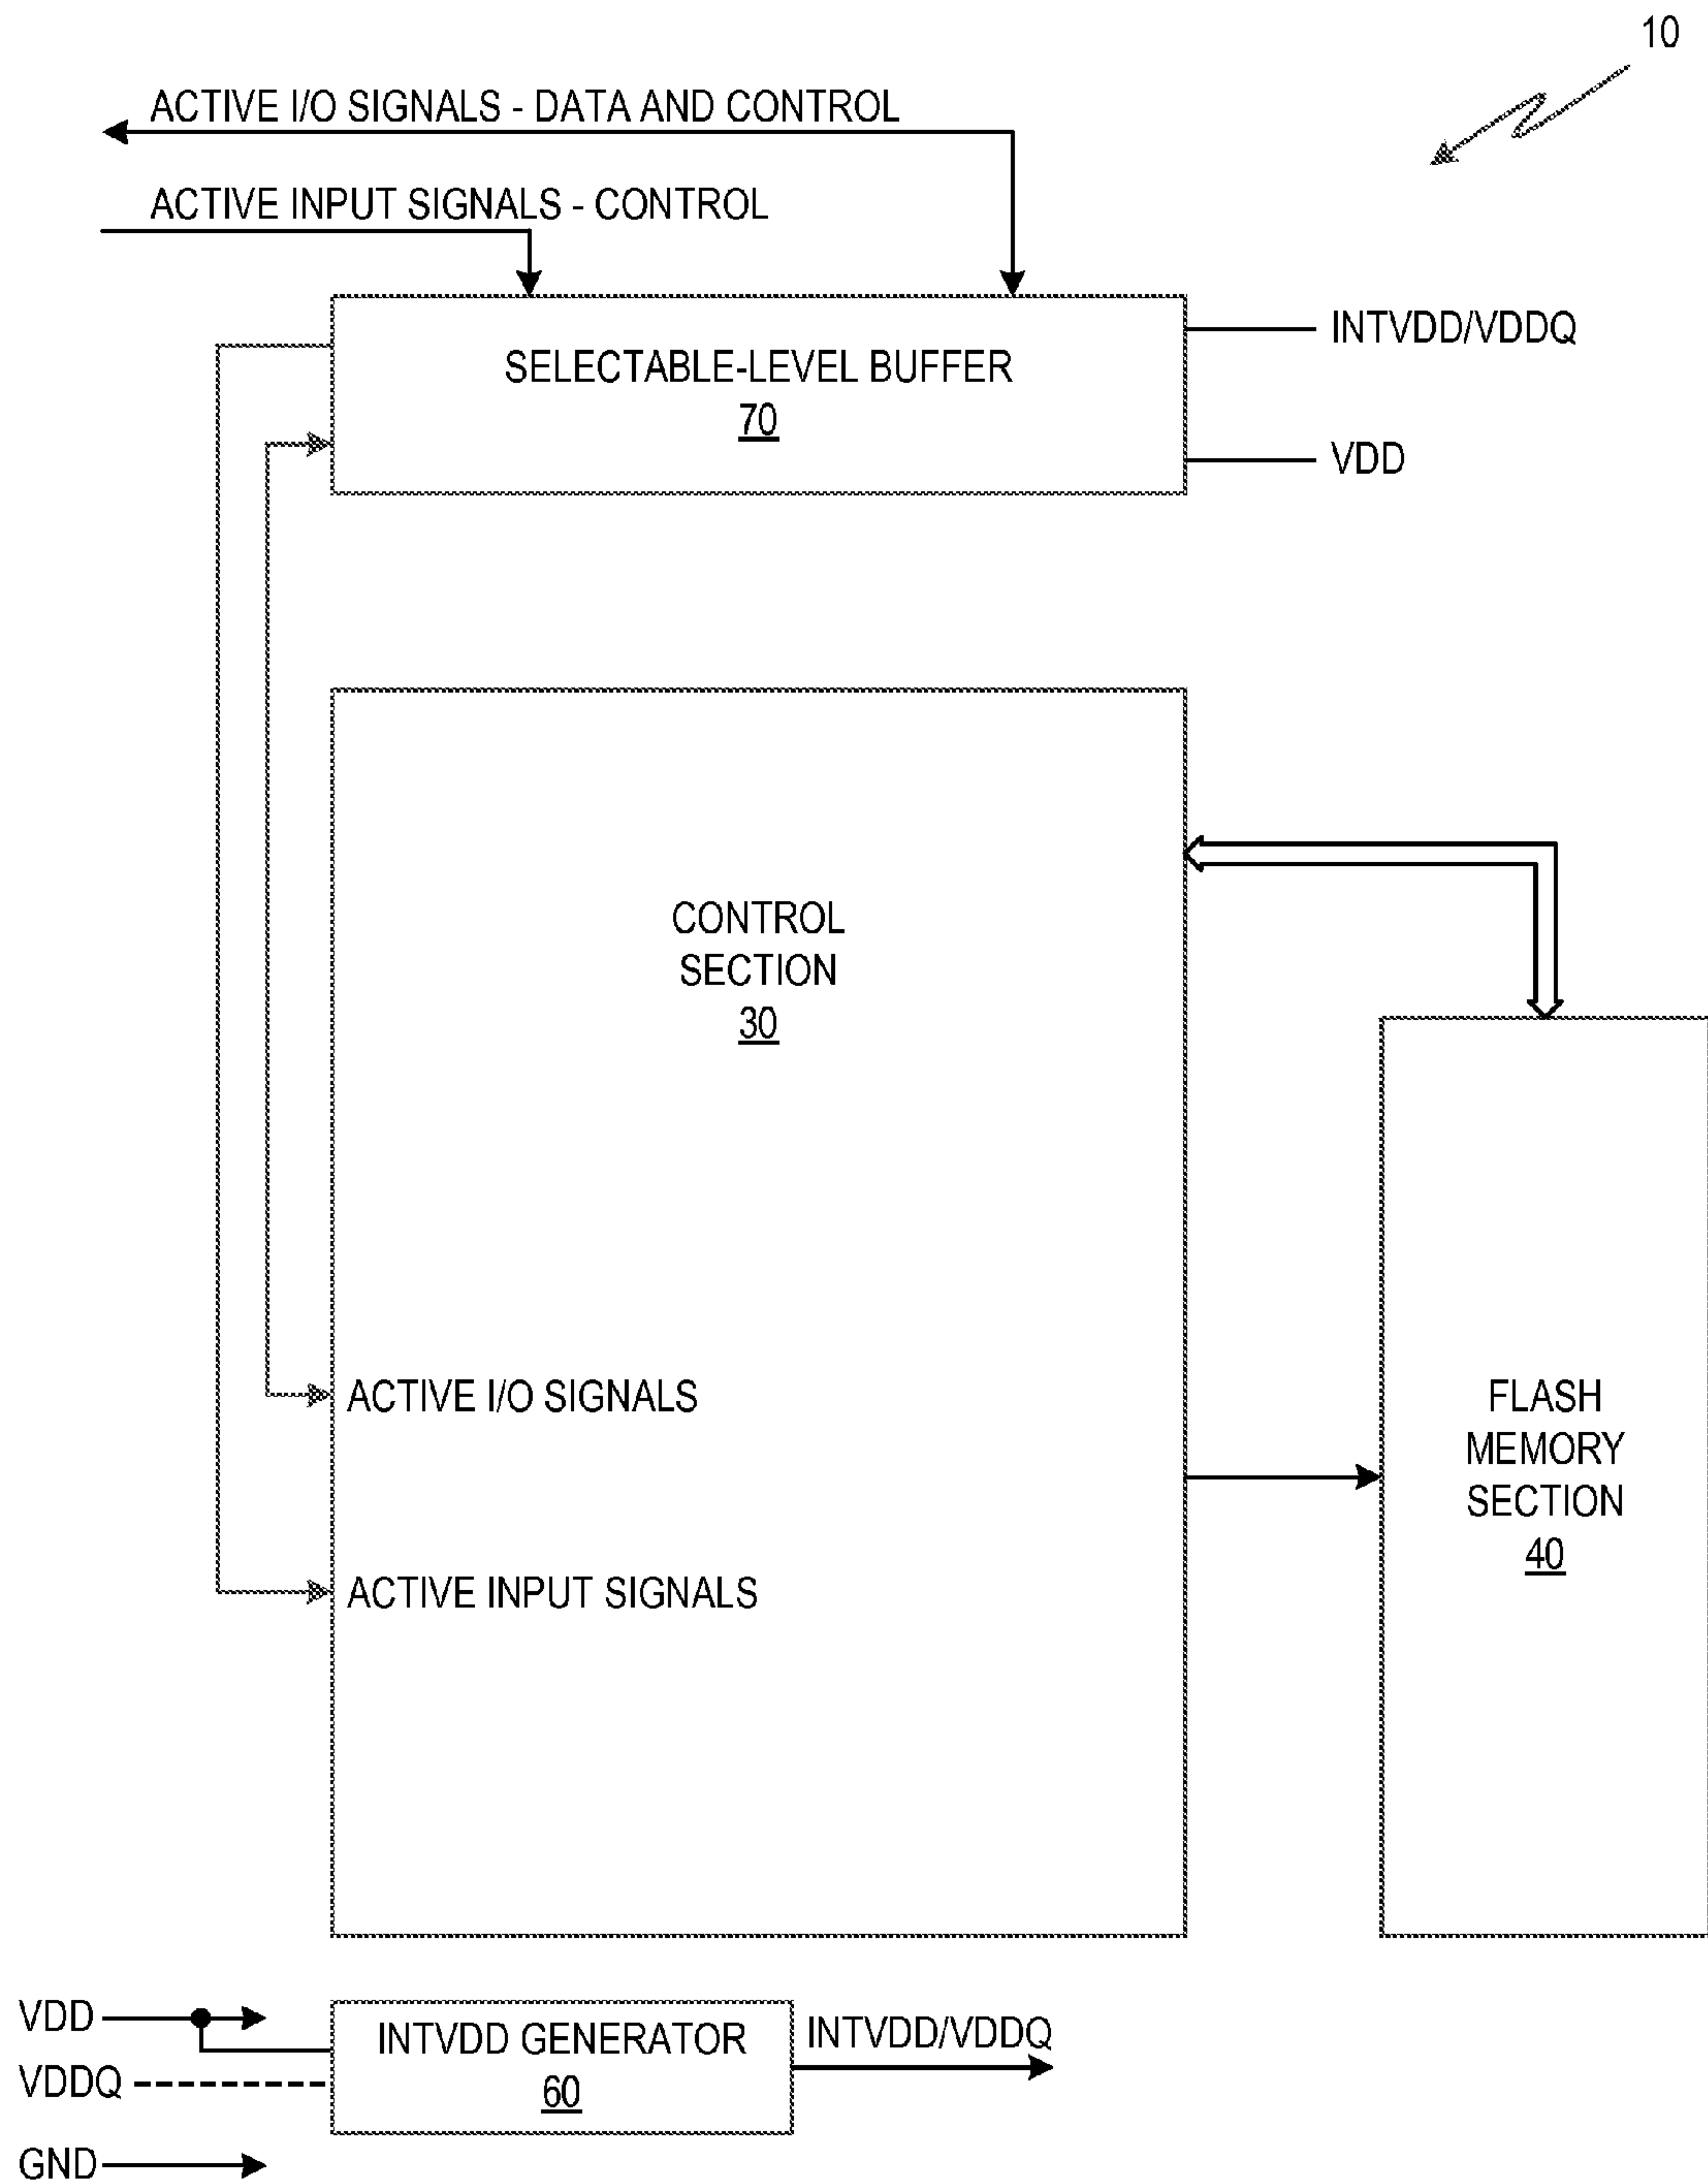 10
ACTIVE I/O SIGNALS - DATA AND CONTROL
ACTIVE INPUT SIGNALS - CONTROL
SELECTABLE-LEVEL BUFFER
70
INTVDD/VDDQ
VDD
CONTROL
SECTION
30
ACTIVE I/O SIGNALS
ACTIVE INPUT SIGNALS
FLASH
MEMORY
SECTION
40
VDD
VDDQ
GND
INTVDD GENERATOR
60
INTVDD/VDDQ